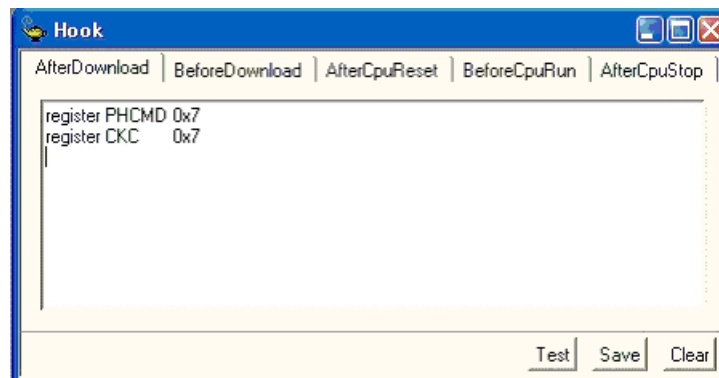 Hook
AfterDownload BeforeDownload AfterCpuReset BeforeCpuRun AfterCpuStop
register PHCMD 0x7
register CKC 0x7
Test Save Clear